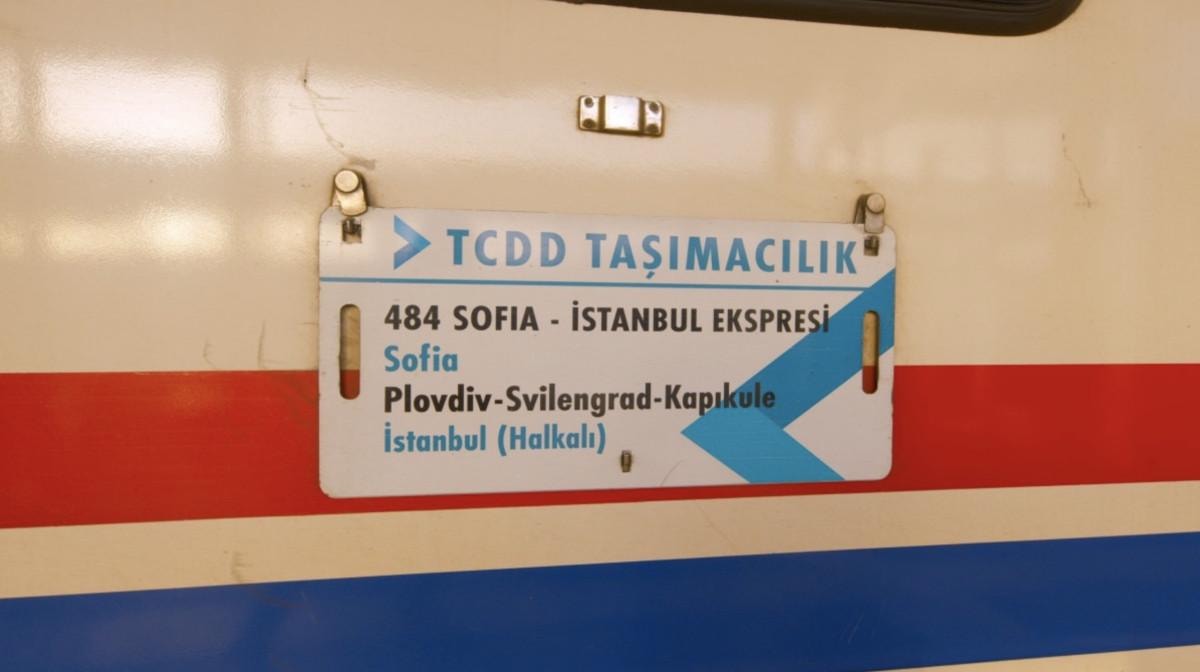 TCDD TAŞIMACILIK
484 SOFIA - İSTANBUL EKSPRESİ
Sofia
Plovdiv-Svilengrad-Kapıkule
İstanbul (Halkalı)